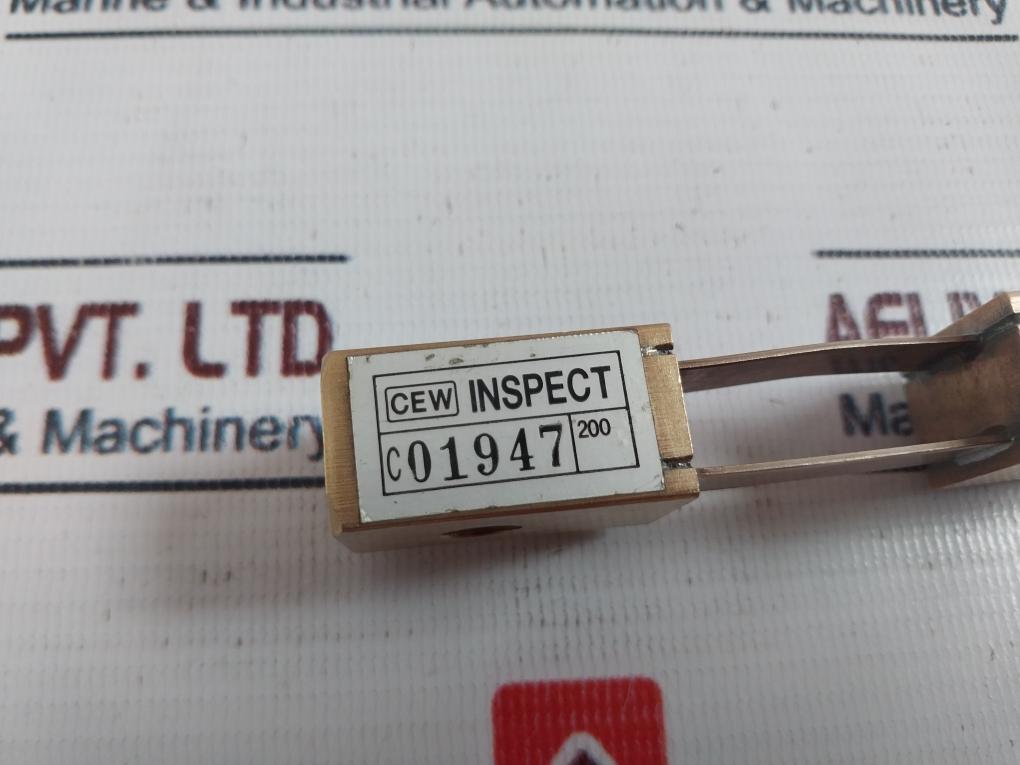 Marine & Industrial Automation & Machinery
PVT. LTD
& Machinery
CEW INSPECT
C01947 200
Ma